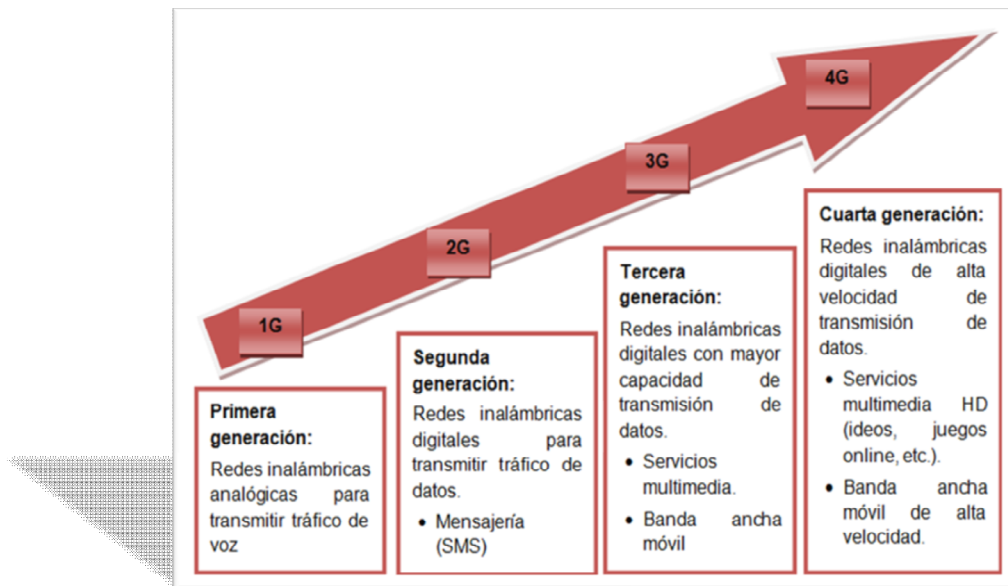 4G
3G
2G
1G
Primera
generación:
Redes inalámbricas
analógicas para
transmitir tráfico de
voz
Segunda
generación:
Redes inalámbricas
digitales para
transmitir tráfico de
datos.
• Mensajería
(SMS)
Tercera
generación:
Redes inalámbricas
digitales con mayor
capacidad de
transmisión de
datos.
• Servicios
multimedia.
• Banda ancha
móvil
Cuarta generación:
Redes inalámbricas
digitales de alta
velocidad de
transmisión de
datos.
• Servicios
multimedia HD
(ideos, juegos
online, etc.).
• Banda ancha
móvil de alta
velocidad.